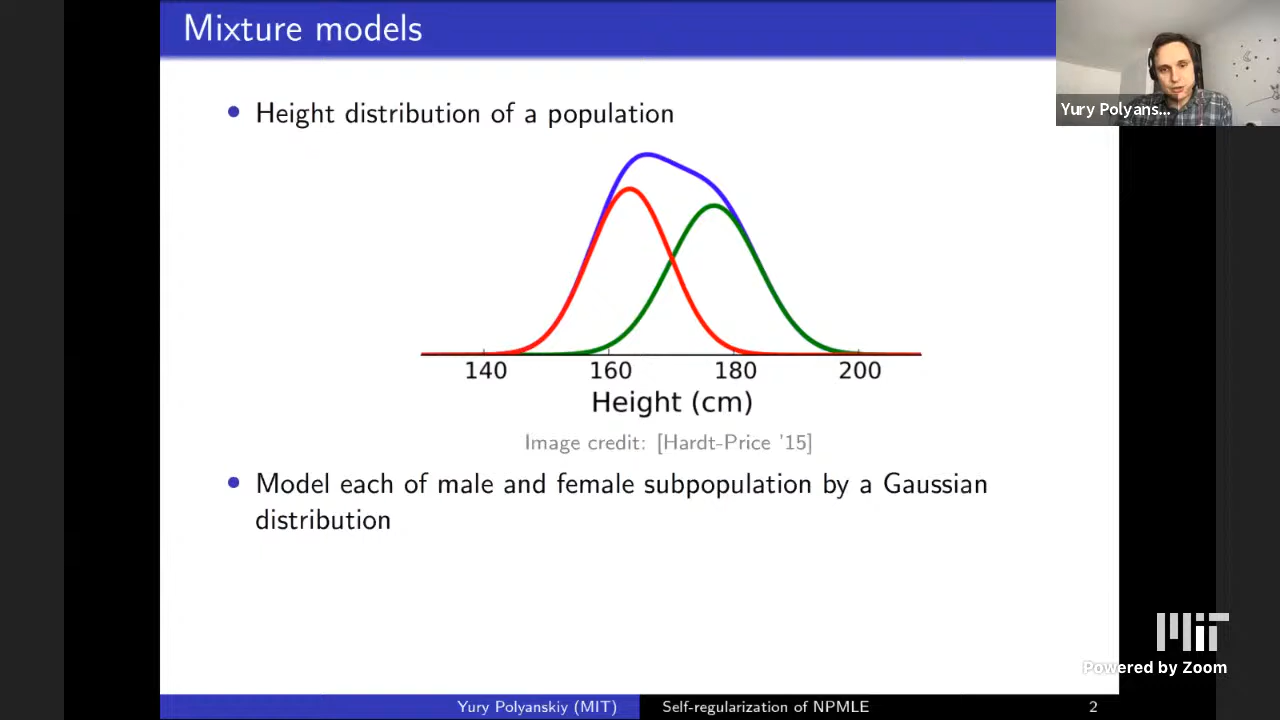 Mixture models
Yury Polyans...
• Height distribution of a population
140 160 180 200
Height (cm)
Image credit: [Hardt-Price '15]
• Model each of male and female subpopulation by a Gaussian
distribution
MIT
Powered by Zoom
Yury Polyanskiy (MIT) Self-regularization of NPMLE 2